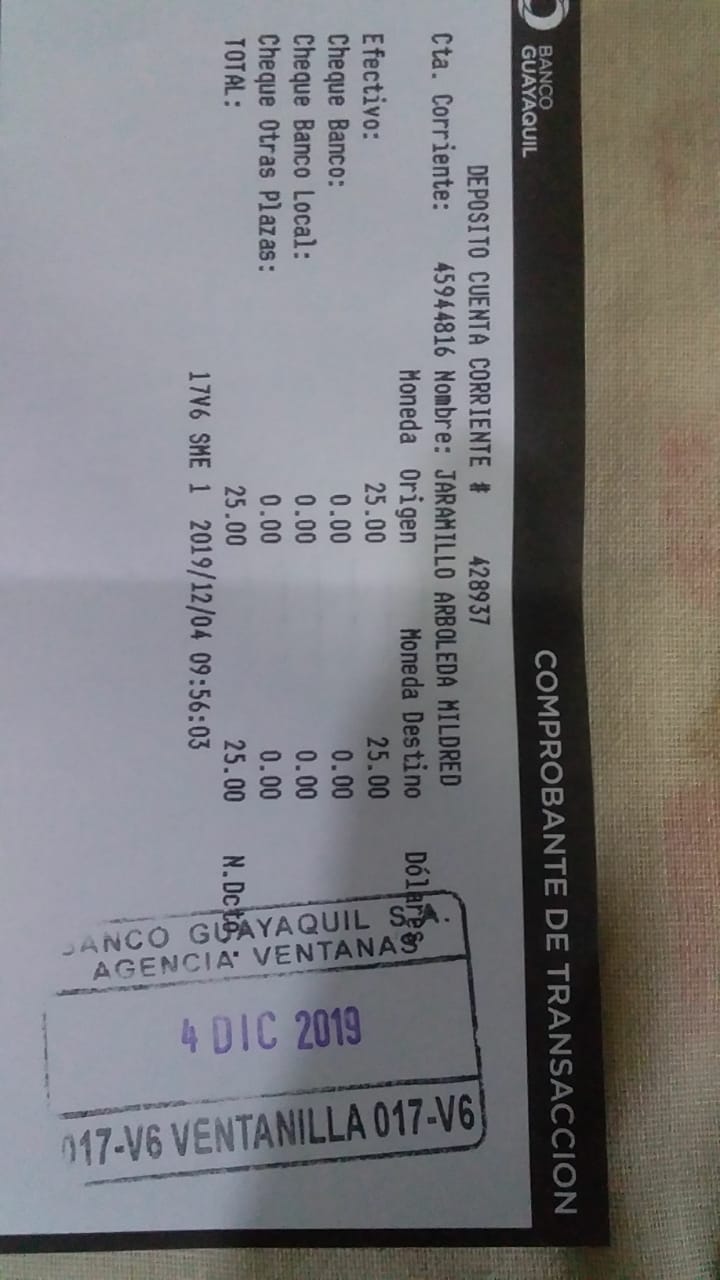 BANCO
GUAYAQUIL
COMPROBANTE DE TRANSACCION
DEPOSITO CUENTA CORRIENTE # 428937
Cta. Corriente: 45944816 Nombre: JARAMILLO ARBOLEDA MILDRED
Moneda Origen Moneda Destino Dólares
Efectivo: 25.00 25.00
Cheque Banco: 0.00 0.00
Cheque Banco Local: 0.00 0.00
Cheque Otras Plazas: 0.00 0.00
TOTAL: 25.00 25.00 N.Dcto.
17V6 SME 1 2019/12/04 09:56:03
BANCO GUAYAQUIL S.A.
AGENCIA VENTANAS
4 DIC 2019
017-V6 VENTANILLA 017-V6